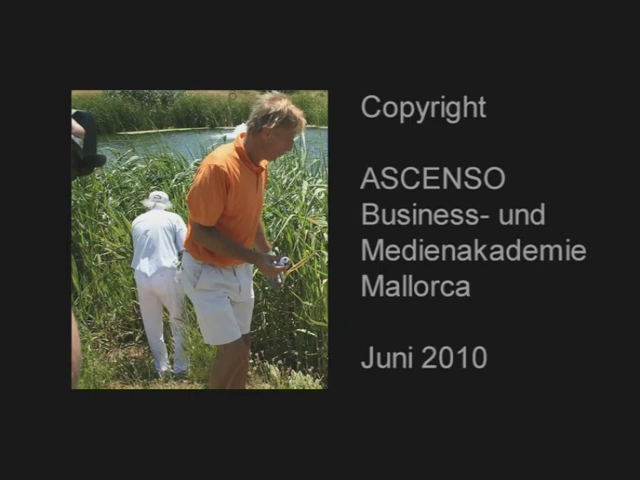 Copyright
ASCENSO
Business- und
Medienakademie
Mallorca
Juni 2010